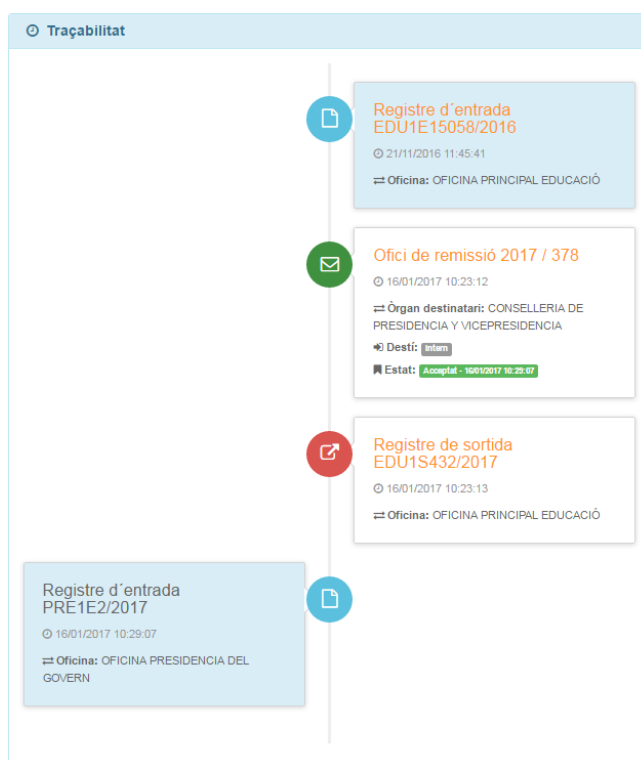 Traçabilitat
Registre d´entrada
EDU1E15058/2016
21/11/2016 11:45:41
Oficina: OFICINA PRINCIPAL EDUCACIÓ
Ofici de remissió 2017 / 378
16/01/2017 10:23:12
Òrgan destinatari: CONSELLERIA DE
PRESIDENCIA Y VICEPRESIDENCIA
Destí: Intern
Estat: Acceptat - 16/01/2017 10:29:07
Registre de sortida
EDU1S432/2017
16/01/2017 10:23:13
Oficina: OFICINA PRINCIPAL EDUCACIÓ
Registre d´entrada
PRE1E2/2017
16/01/2017 10:29:07
Oficina: OFICINA PRESIDENCIA DEL
GOVERN